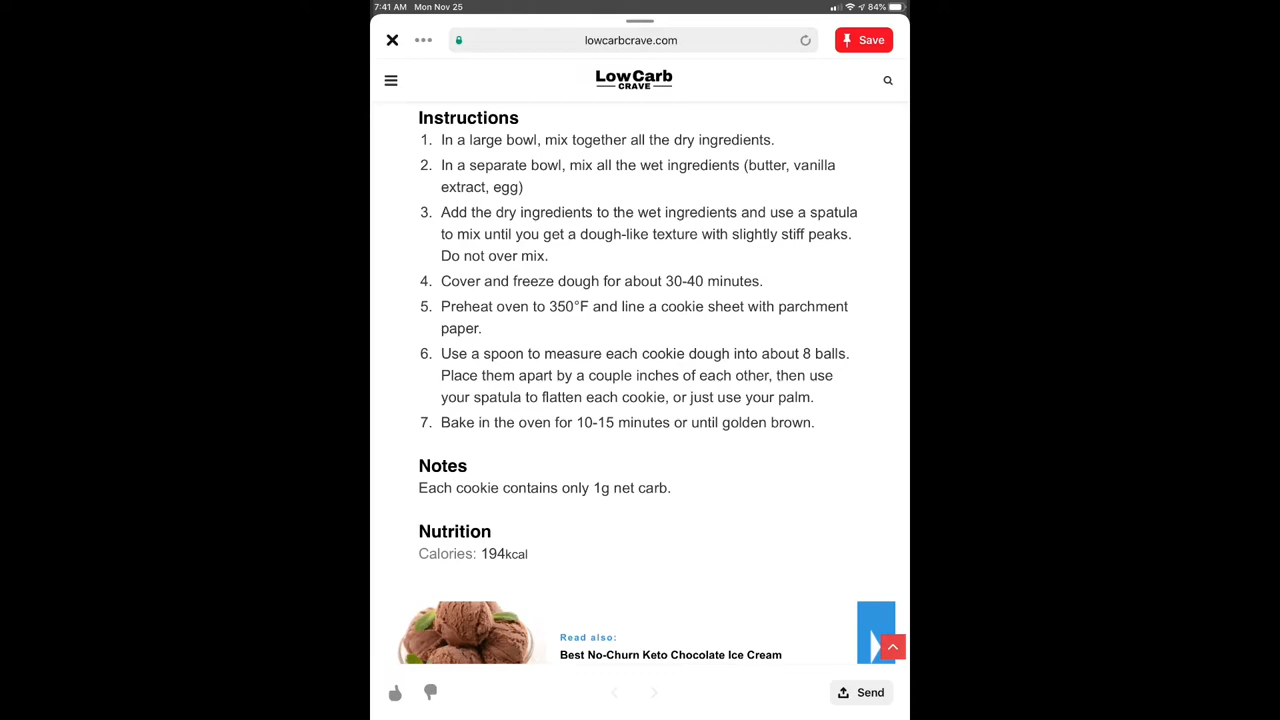 7:41 AM Mon Nov 25
84%
lowcarbcrave.com
Save
LowCarb
CRAVE
Instructions
1. In a large bowl, mix together all the dry ingredients.
2. In a separate bowl, mix all the wet ingredients (butter, vanilla
extract, egg)
3. Add the dry ingredients to the wet ingredients and use a spatula
to mix until you get a dough-like texture with slightly stiff peaks.
Do not over mix.
4. Cover and freeze dough for about 30-40 minutes.
5. Preheat oven to 350°F and line a cookie sheet with parchment
paper.
6. Use a spoon to measure each cookie dough into about 8 balls.
Place them apart by a couple inches of each other, then use
your spatula to flatten each cookie, or just use your palm.
7. Bake in the oven for 10-15 minutes or until golden brown.
Notes
Each cookie contains only 1g net carb.
Nutrition
Calories: 194kcal
Read also:
Best No-Churn Keto Chocolate Ice Cream
Send